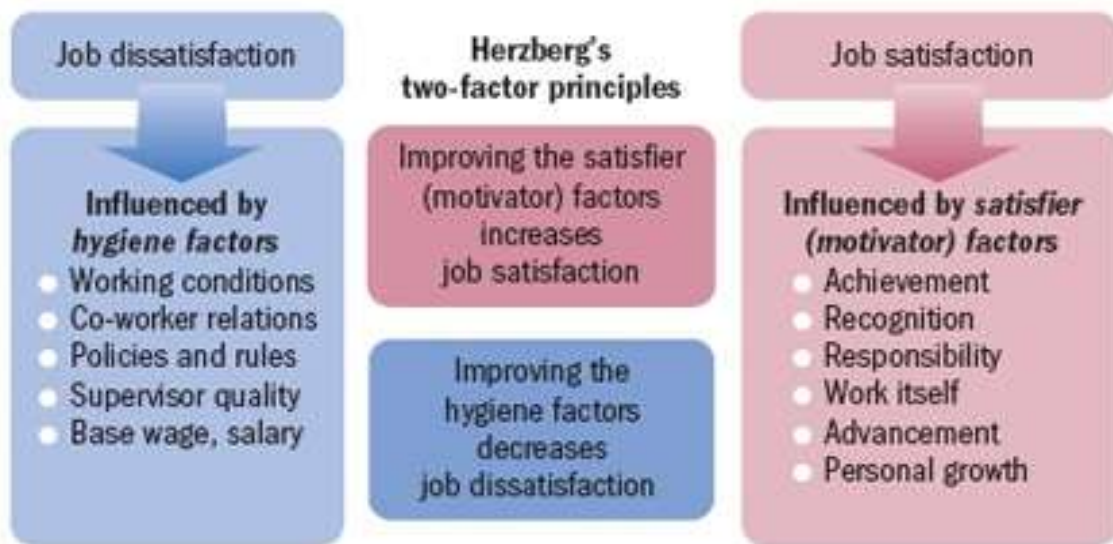 Job dissatisfaction
Influenced by
hygiene factors
Working conditions
Co-worker relations
Policies and rules
Supervisor quality
Base wage, salary
Herzberg's
two-factor principles
Improving the satisfier
(motivator) factors
increases
job satisfaction
Improving the
hygiene factors
decreases
job dissatisfaction
Job satisfaction
Influenced by satisfier
(motivator) factors
Achievement
Recognition
Responsibility
Work itself
Advancement
Personal growth